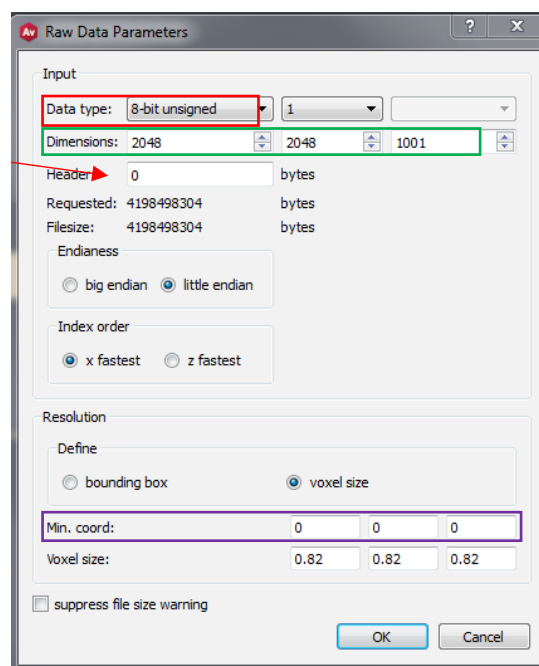 Av Raw Data Parameters ? X
Input
Data type: 8-bit unsigned 1
Dimensions: 2048 2048 1001
Header: 0 bytes
Requested: 4198498304 bytes
Filesize: 4198498304 bytes
Endianess
big endian little endian
Index order
x fastest z fastest
Resolution
Define
bounding box voxel size
Min. coord: 0 0 0
Voxel size: 0.82 0.82 0.82
suppress file size warning
OK Cancel